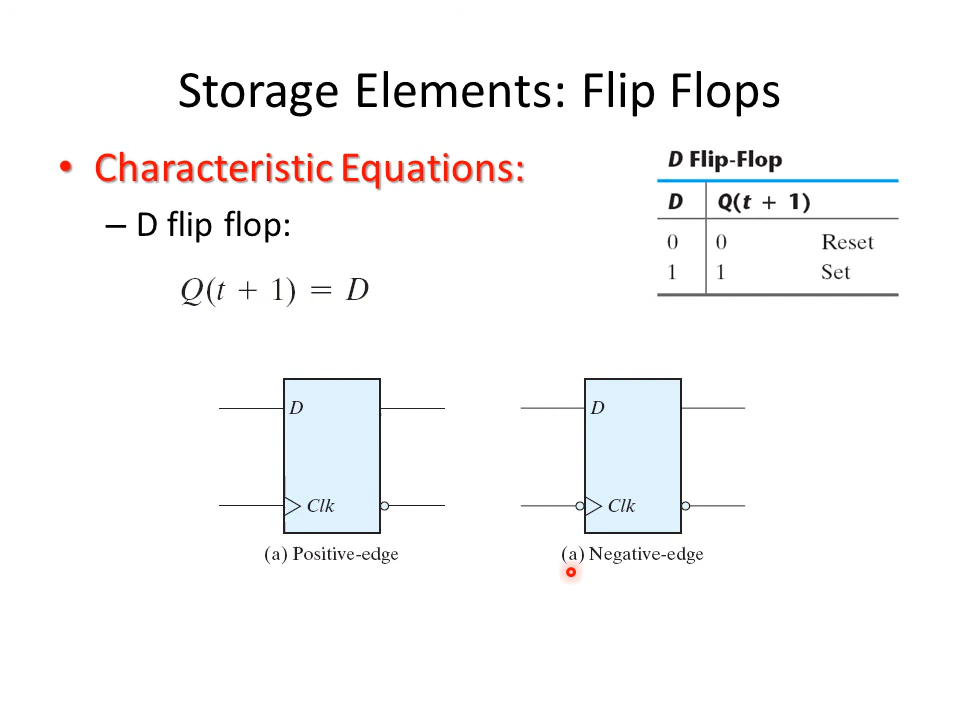 Storage Elements: Flip Flops
• Characteristic Equations:
– D flip flop:
Q(t + 1) = D
D Flip-Flop
D Q(t + 1)
0 0 Reset
1 1 Set
D
Clk
(a) Positive-edge
D
Clk
(a) Negative-edge